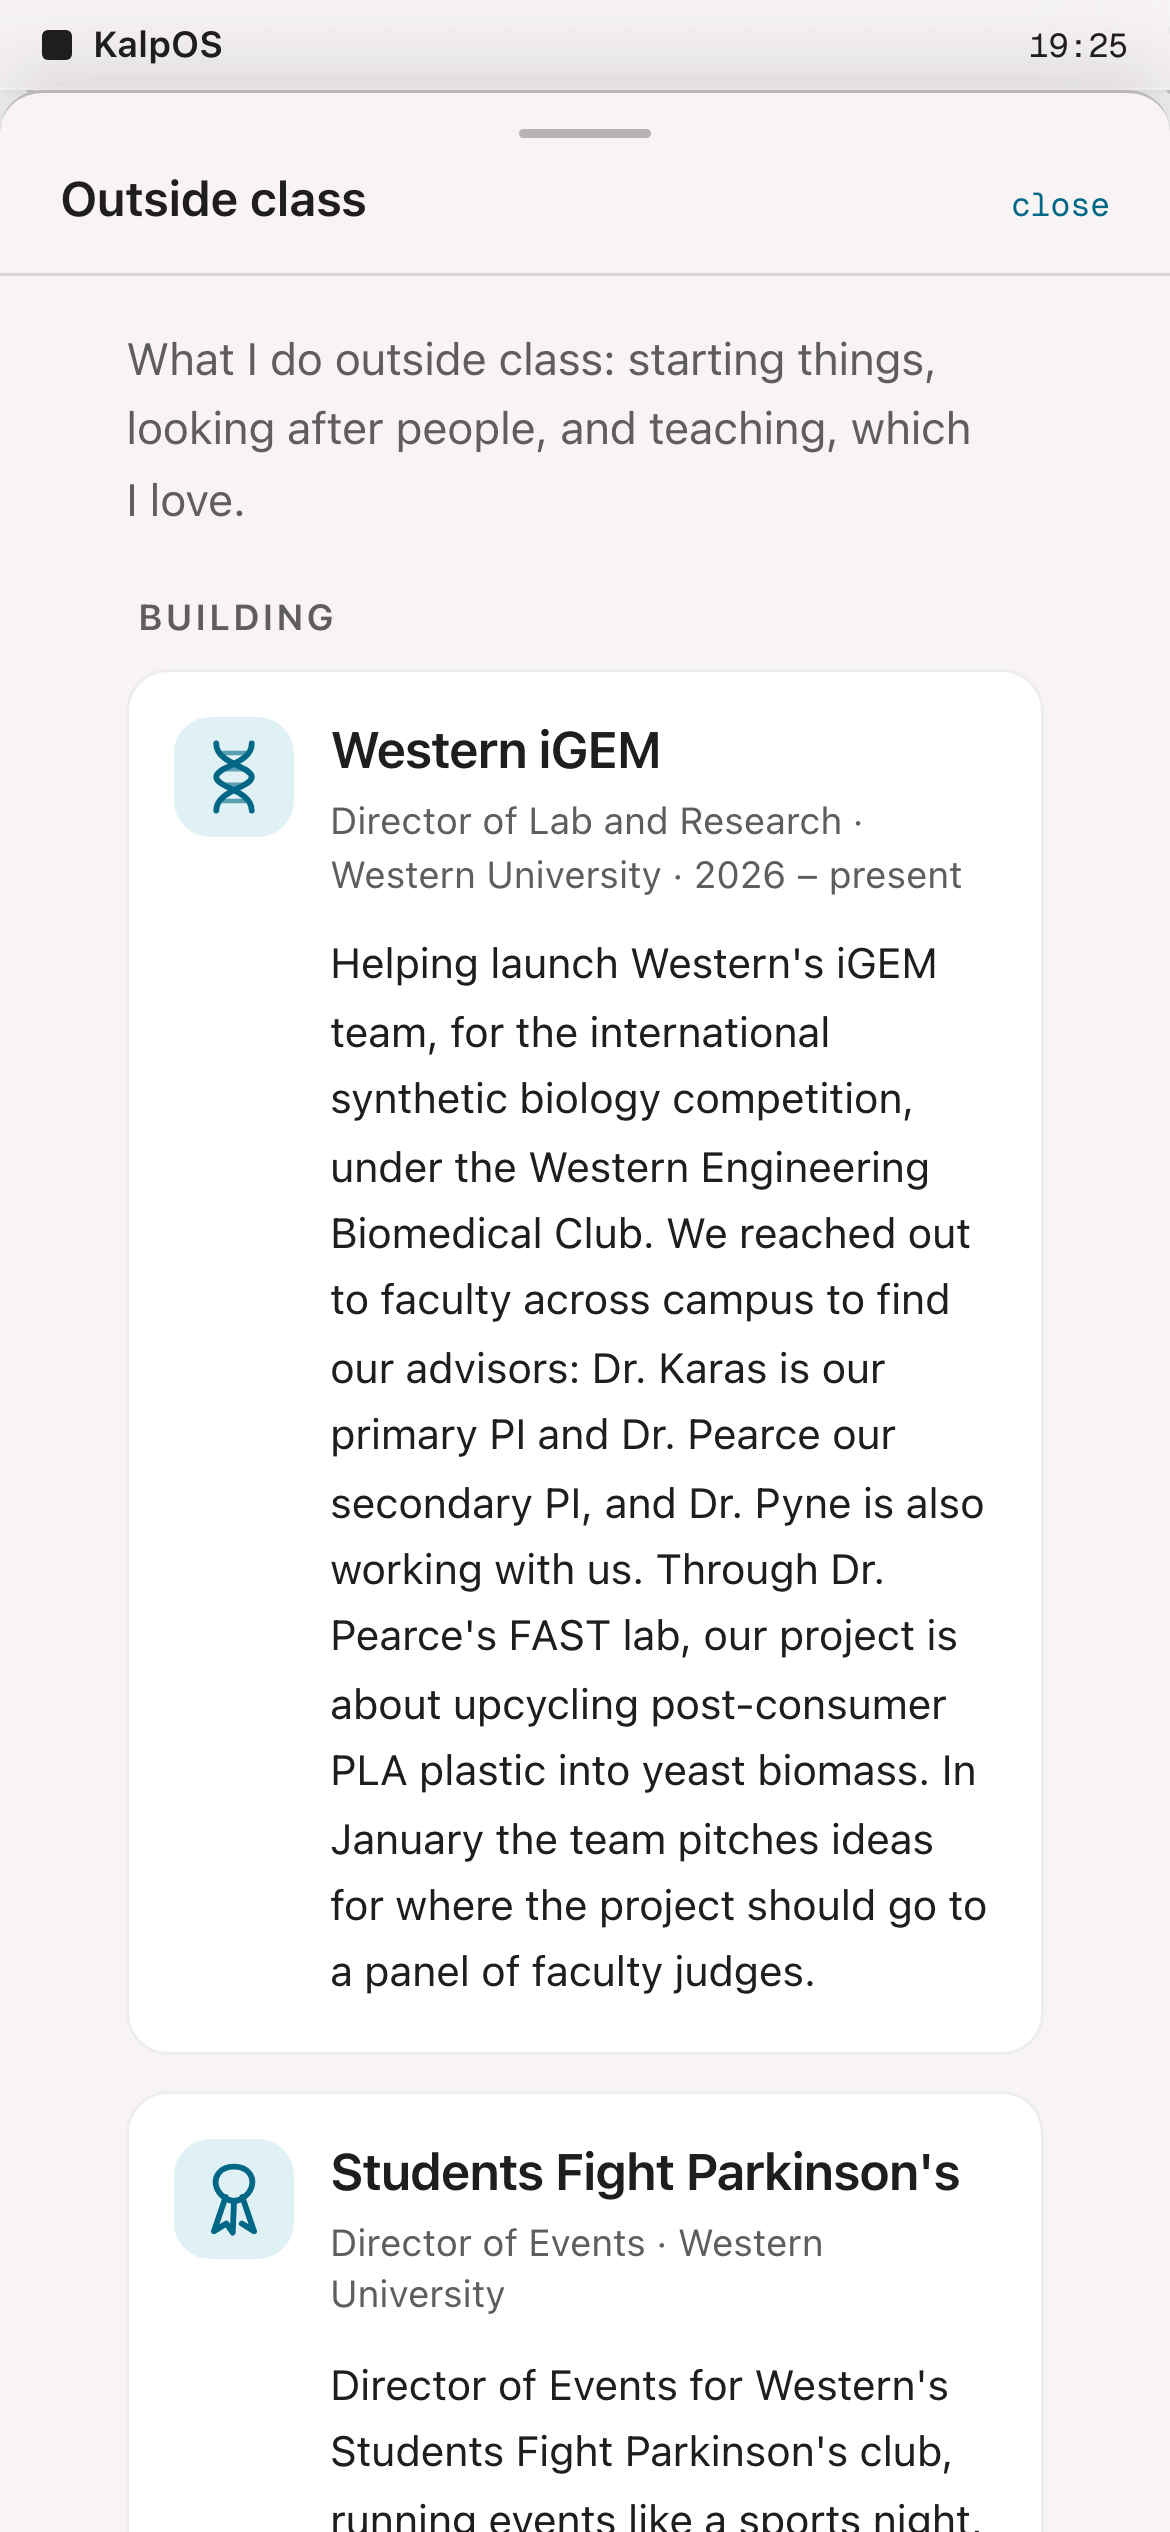 KalpOS
19:25
Outside class
close
What I do outside class: starting things,
looking after people, and teaching, which
I love.
BUILDING
Western iGEM
Director of Lab and Research ·
Western University · 2026 – present
Helping launch Western's iGEM
team, for the international
synthetic biology competition,
under the Western Engineering
Biomedical Club. We reached out
to faculty across campus to find
our advisors: Dr. Karas is our
primary PI and Dr. Pearce our
secondary PI, and Dr. Pyne is also
working with us. Through Dr.
Pearce's FAST lab, our project is
about upcycling post-consumer
PLA plastic into yeast biomass. In
January the team pitches ideas
for where the project should go to
a panel of faculty judges.
Students Fight Parkinson's
Director of Events · Western
University
Director of Events for Western's
Students Fight Parkinson's club,
running events like a sports night,